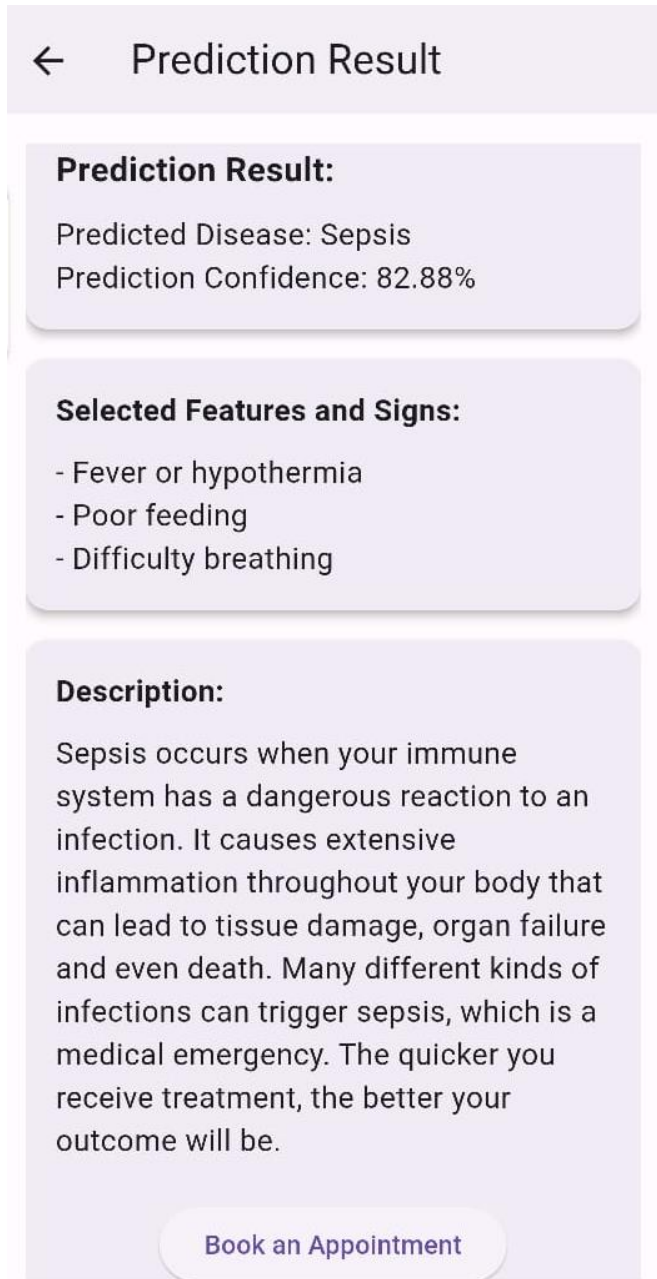 Prediction Result
Prediction Result:
Predicted Disease: Sepsis
Prediction Confidence: 82.88%
Selected Features and Signs:
- Fever or hypothermia
- Poor feeding
- Difficulty breathing
Description:
Sepsis occurs when your immune
system has a dangerous reaction to an
infection. It causes extensive
inflammation throughout your body that
can lead to tissue damage, organ failure
and even death. Many different kinds of
infections can trigger sepsis, which is a
medical emergency. The quicker you
receive treatment, the better your
outcome will be.
Book an Appointment